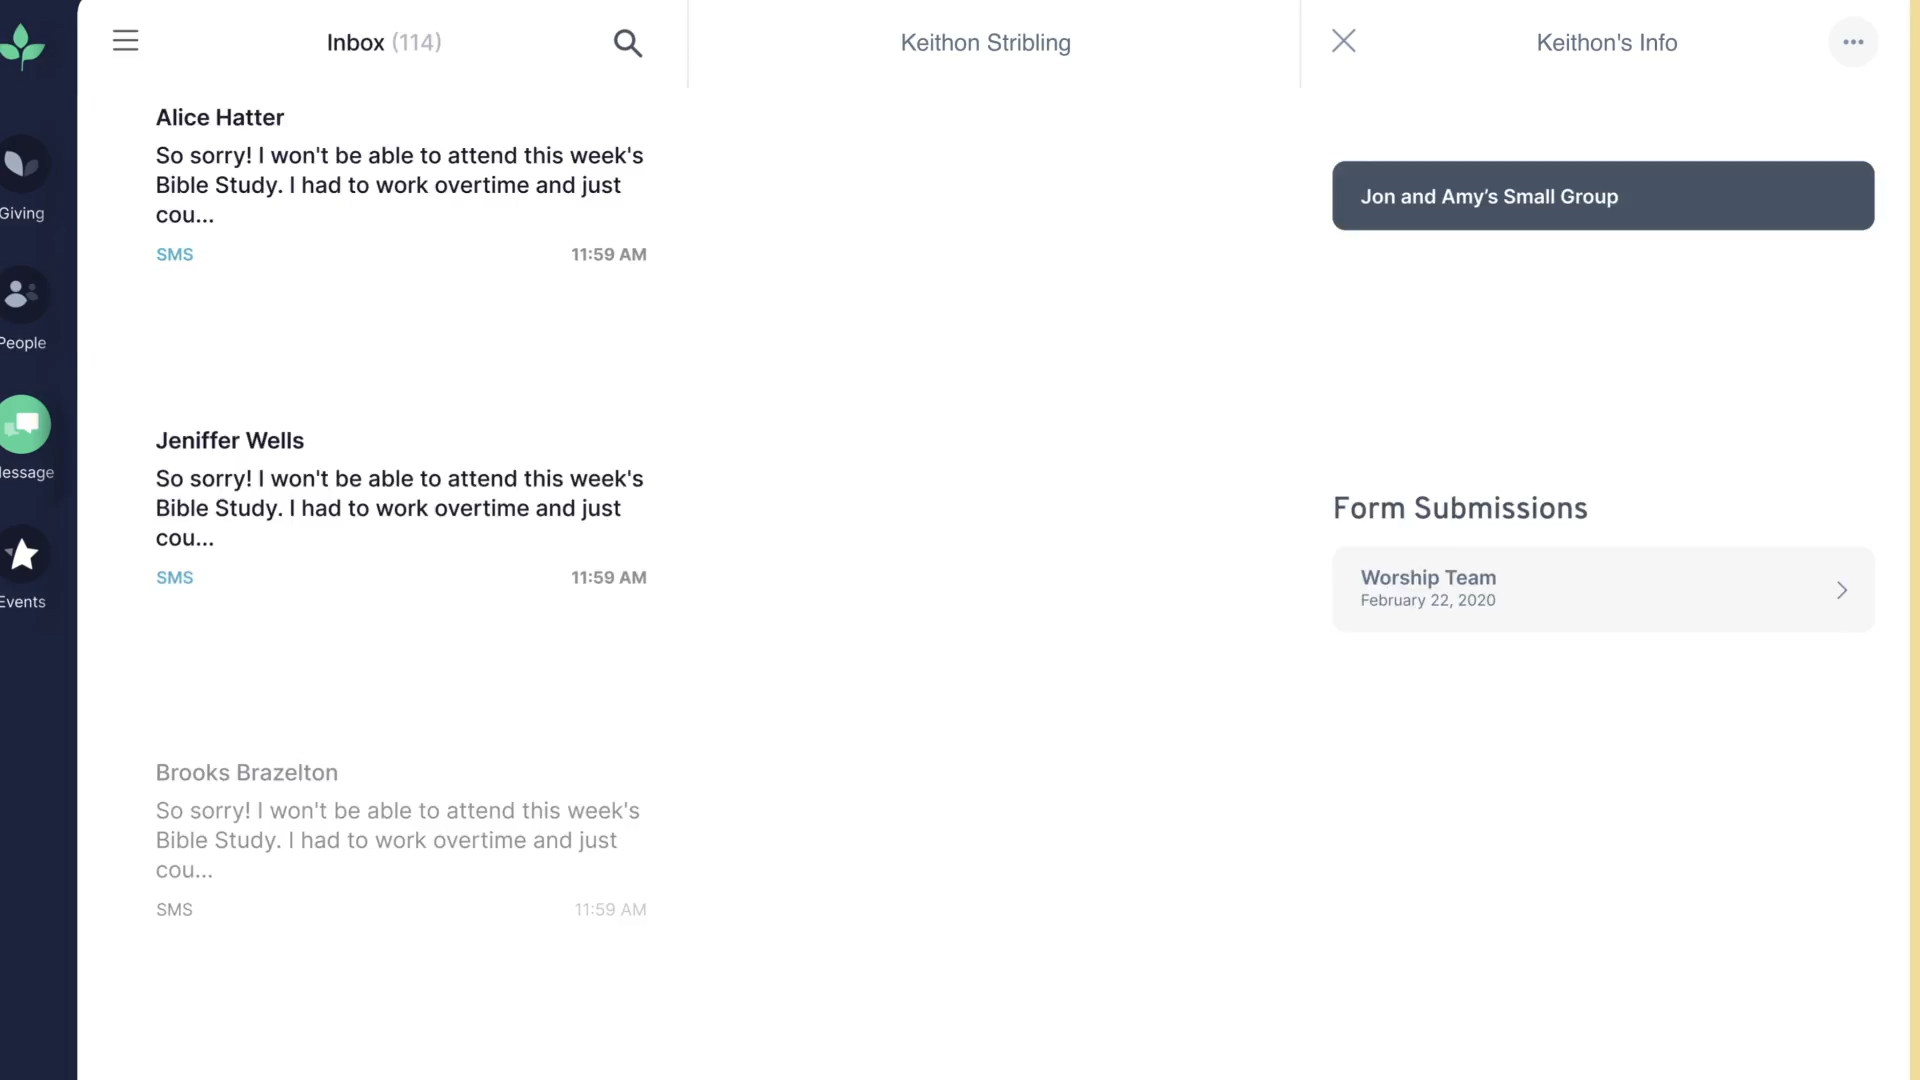 Inbox (114)
Keithon Stribling
Keithon's Info
Giving
People
essage
Events
Alice Hatter
So sorry! I won't be able to attend this week's
Bible Study. I had to work overtime and just
cou...
SMS
11:59 AM
Jeniffer Wells
So sorry! I won't be able to attend this week's
Bible Study. I had to work overtime and just
cou...
SMS
11:59 AM
Brooks Brazelton
So sorry! I won't be able to attend this week's
Bible Study. I had to work overtime and just
cou...
SMS
11:59 AM
Jon and Amy’s Small Group
Form Submissions
Worship Team
February 22, 2020